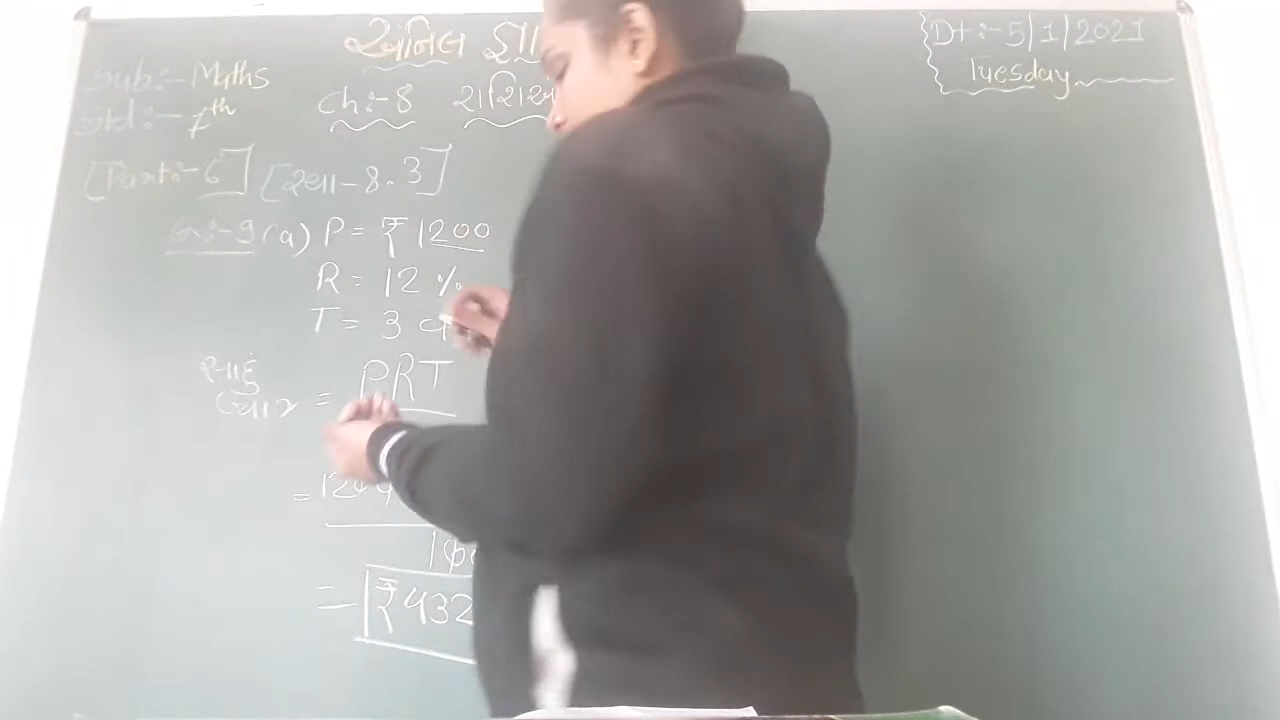 અનિલ જ્ઞા
Dt:-5/1/2021
Tuesday
Sub:- Maths
Std:- 7th
Ch:-8
[Part:-6] [સ્વા-8.3]
(a) P = ₹ 1200
R = 12 %
T = 3 વ
સાદું
વ્યાજ = PRT
= ₹432